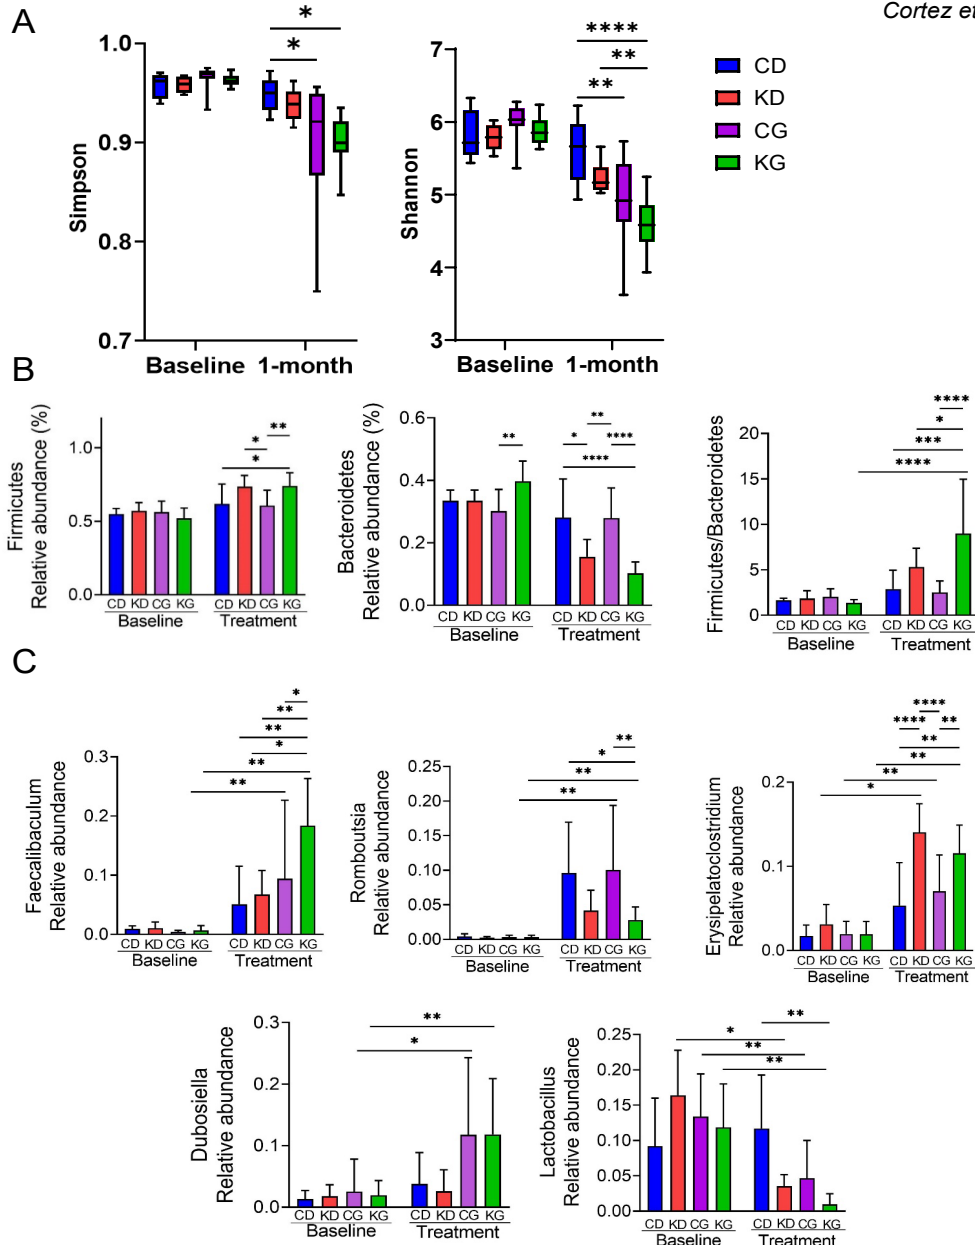 Cortez et
A
Simpson
1.0
0.9
0.8
0.7
*
*
Baseline 1-month
Shannon
7
6
5
4
3
****
**
**
Baseline 1-month
CD
KD
CG
KG
B
Firmicutes
Relative abundance (%)
1.0
0.5
0.0
**
*
*
CD KD CG KG CD KD CG KG
Baseline Treatment
Bacteroidetes
Relative abundance (%)
0.6
0.4
0.2
0.0
**
**
* ****
****
CD KD CG KG CD KD CG KG
Baseline Treatment
Firmicutes/Bacteroidetes
20
15
10
5
0
****
*
***
****
CD KD CG KG CD KD CG KG
Baseline Treatment
C
Faecalibaculum
Relative abundance
0.3
0.2
0.1
0.0
*
**
**
*
**
**
CD KD CG KG CD KD CG KG
Baseline Treatment
Romboutsia
Relative abundance
0.25
0.20
0.15
0.10
0.05
0.00
**
*
**
**
CD KD CG KG CD KD CG KG
Baseline Treatment
Erysipelatoclostridium
Relative abundance
0.2
0.1
0.0
****
**** **
**
**
**
*
CD KD CG KG CD KD CG KG
Baseline Treatment
Dubosiella
Relative abundance
0.3
0.2
0.1
0.0
**
*
CD KD CG KG CD KD CG KG
Baseline Treatment
Lactobacillus
Relative abundance
0.25
0.20
0.15
0.10
0.05
0.00
**
*
**
**
CD KD CG KG CD KD CG KG
Baseline Treatment